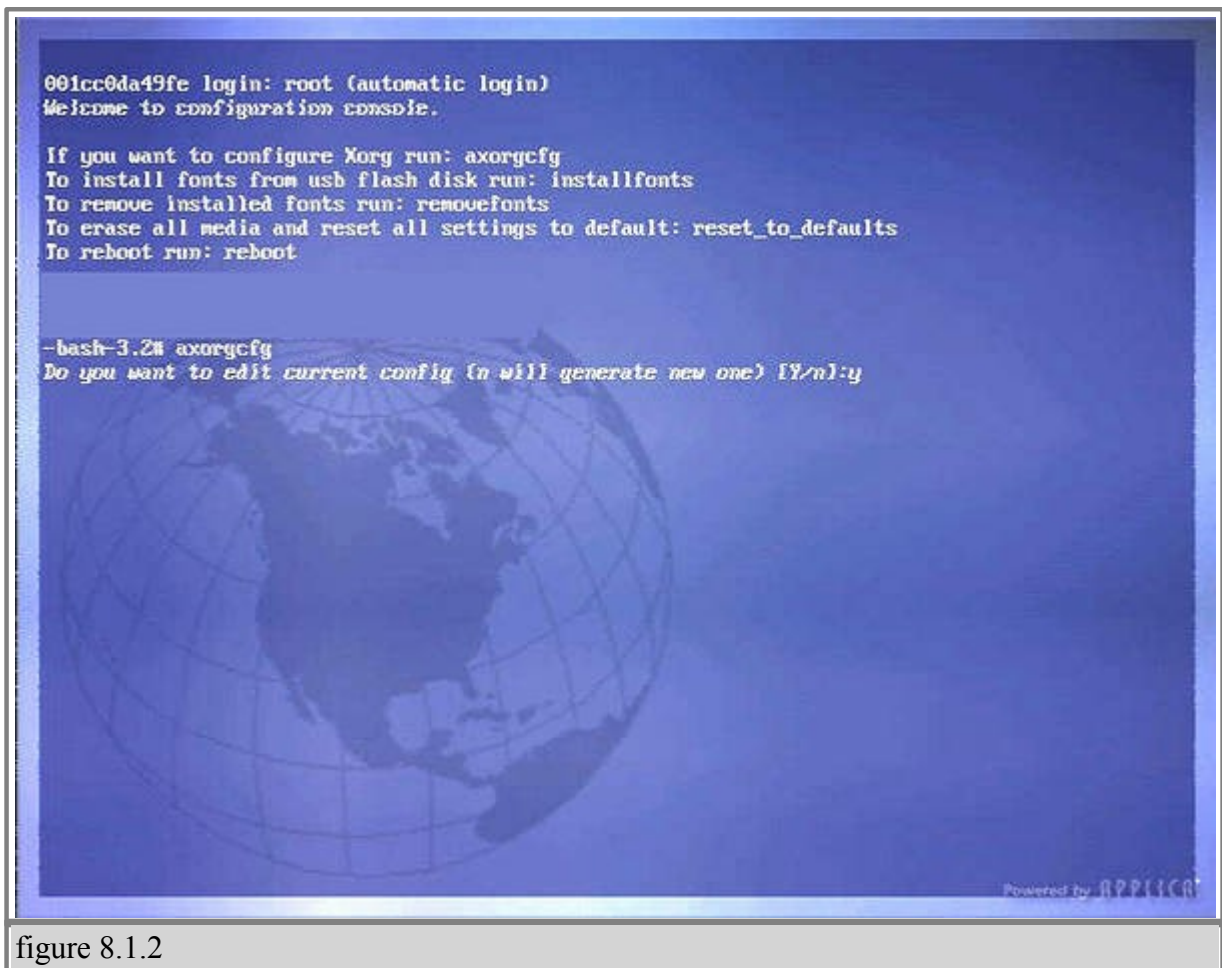 001cc0da49fe login: root (automatic login)
Welcome to configuration console.
If you want to configure Xorg run: axorgcfg
To install fonts from usb flash disk run: installfonts
To remove installed fonts run: removefonts
To erase all media and reset all settings to default: reset_to_defaults
To reboot run: reboot
-bash-3.2# axorgcfg
Do you want to edit current config (n will generate new one) [Y/n]:y
Powered by APPLICA
figure 8.1.2